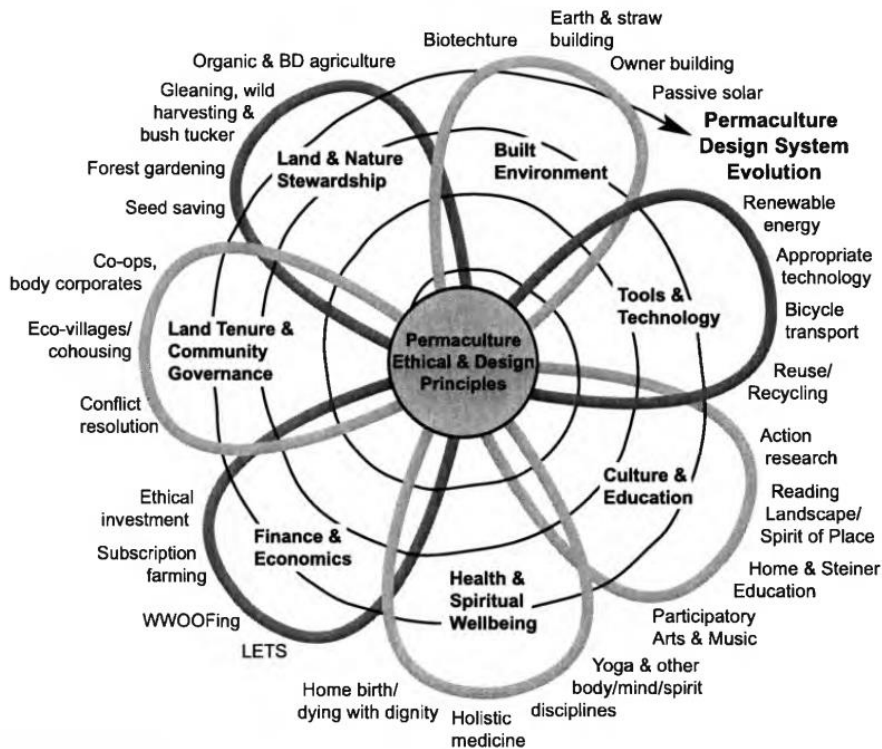 Earth & straw
building
Biotechture
Owner building
Passive solar
Permaculture
Design System
Evolution
Organic & BD agriculture
Gleaning, wild
harvesting &
bush tucker
Forest gardening
Seed saving
Land & Nature
Stewardship
Built
Environment
Renewable
energy
Appropriate
technology
Bicycle
transport
Reuse/
Recycling
Tools &
Technology
Co-ops,
body corporates
Eco-villages/
cohousing
Conflict
resolution
Land Tenure &
Community
Governance
Permaculture
Ethical & Design
Principles
Action
research
Reading
Landscape/
Spirit of Place
Home & Steiner
Education
Participatory
Arts & Music
Culture &
Education
Ethical
investment
Subscription
farming
WWOOFing
LETS
Finance &
Economics
Health &
Spiritual
Wellbeing
Home birth/
dying with dignity
Holistic
medicine
Yoga & other
body/mind/spirit
disciplines